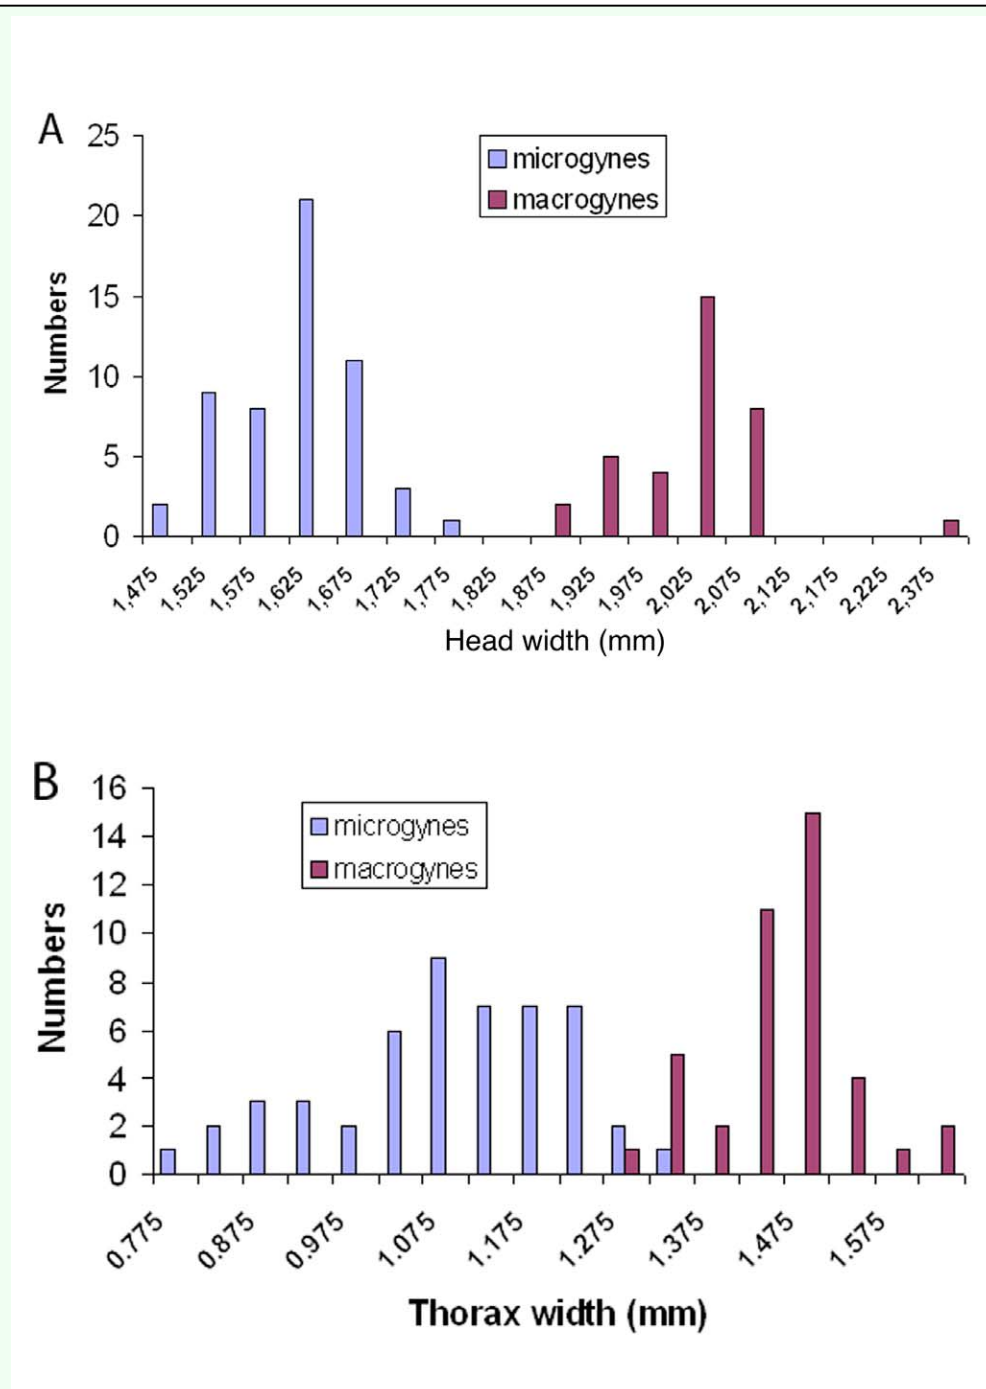 A
25
20
15
10
5
0
Numbers
microgynes
macrogynes
1,475 1,525 1,575 1,625 1,675 1,725 1,775 1,825 1,875 1,925 1,975 2,025 2,075 2,125 2,175 2,225 2,375
Head width (mm)
B
16
14
12
10
8
6
4
2
0
Numbers
microgynes
macrogynes
0.775 0.875 0.975 1.075 1.175 1.275 1.375 1.475 1.575
Thorax width (mm)